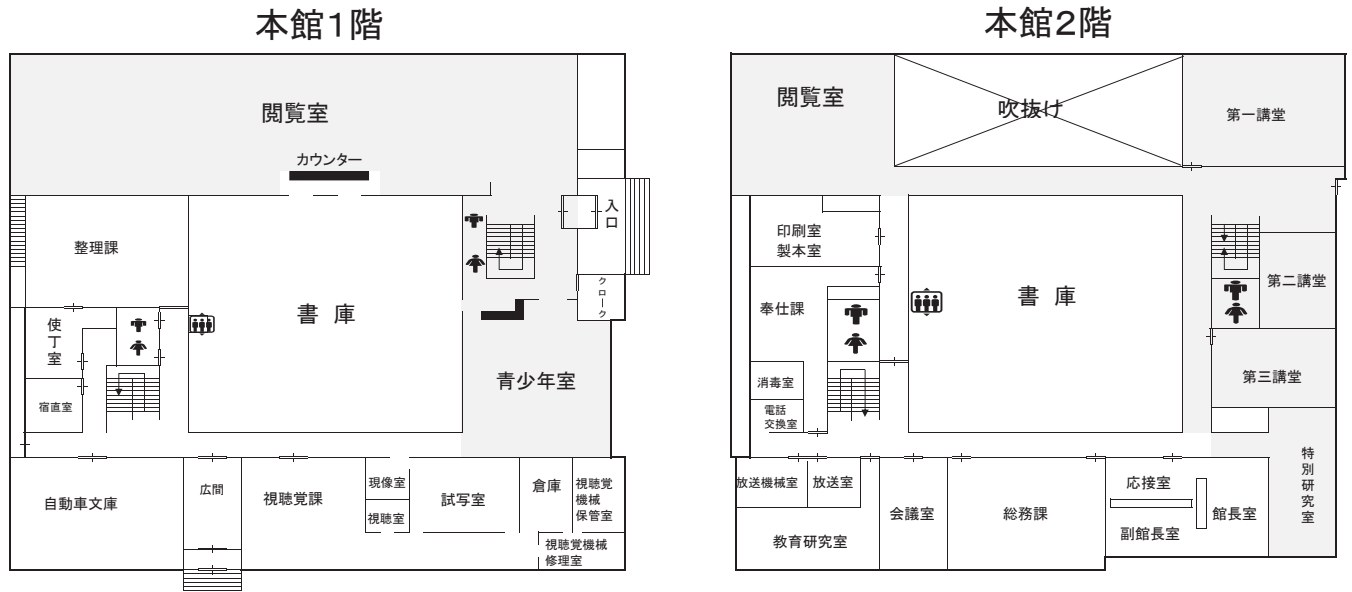 本館1階
閲覧室
カウンター
入口
整理課
クローク
書庫
使丁室
青少年室
宿直室
自動車文庫
広間
視聴覚課
現像室
視聴室
試写室
倉庫
視聴覚
機械
保管室
視聴覚機械
修理室
本館2階
閲覧室
吹抜け
第一講堂
印刷室
製本室
書庫
第二講堂
奉仕課
消毒室
第三講堂
電話
交換室
特別研究室
放送機械室
放送室
会議室
総務課
応接室
館長室
副館長室
教育研究室